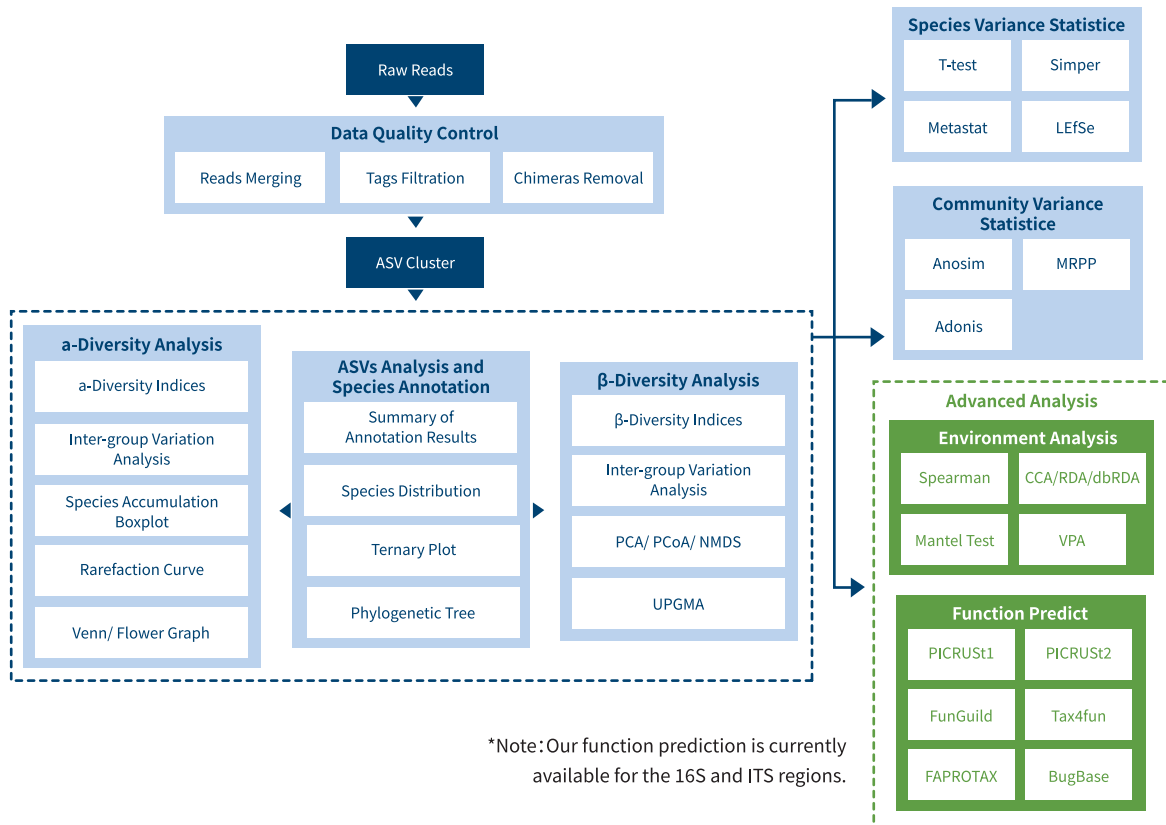 Raw Reads
Data Quality Control
Reads Merging
Tags Filtration
Chimeras Removal
ASV Cluster
a-Diversity Analysis
a-Diversity Indices
Inter-group Variation
Analysis
Species Accumulation
Boxplot
Rarefaction Curve
Venn/ Flower Graph
ASVs Analysis and
Species Annotation
Summary of
Annotation Results
Species Distribution
Ternary Plot
Phylogenetic Tree
β-Diversity Analysis
β-Diversity Indices
Inter-group Variation
Analysis
PCA/ PCoA/ NMDS
UPGMA
Species Variance Statistice
T-test
Simper
Metastat
LEfSe
Community Variance
Statistice
Anosim
MRPP
Adonis
Advanced Analysis
Environment Analysis
Spearman
CCA/RDA/dbRDA
Mantel Test
VPA
Function Predict
PICRUSt1
PICRUSt2
FunGuild
Tax4fun
FAPROTAX
BugBase
*Note:Our function prediction is currently
available for the 16S and ITS regions.